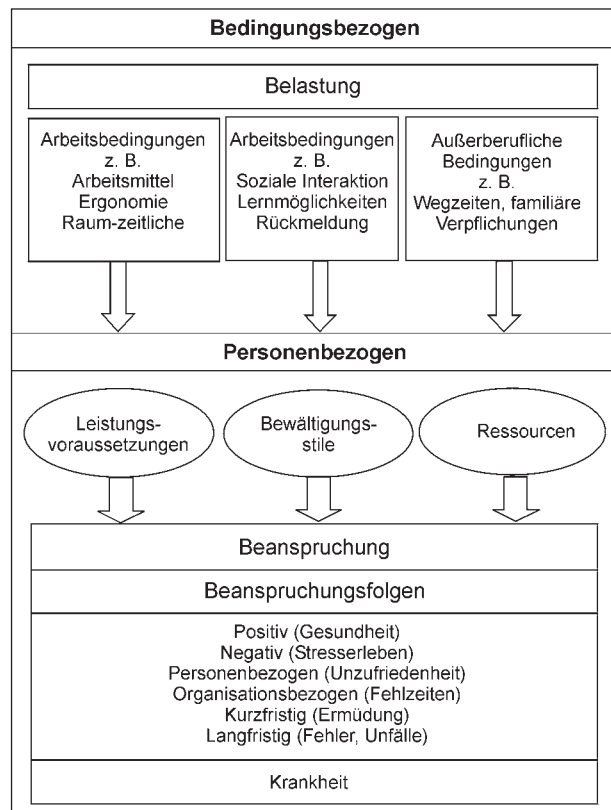 Bedingungsbezogen
Belastung
Arbeitsbedingungen
z. B.
Arbeitsmittel
Ergonomie
Raum-zeitliche
Arbeitsbedingungen
z. B.
Soziale Interaktion
Lernmöglichkeiten
Rückmeldung
Außerberufliche
Bedingungen
z. B.
Wegzeiten, familiäre
Verpflichungen
Personenbezogen
Leistungs-
voraussetzungen
Bewältigungs-
stile
Ressourcen
Beanspruchung
Beanspruchungsfolgen
Positiv (Gesundheit)
Negativ (Stresserleben)
Personenbezogen (Unzufriedenheit)
Organisationsbezogen (Fehlzeiten)
Kurzfristig (Ermüdung)
Langfristig (Fehler, Unfälle)
Krankheit